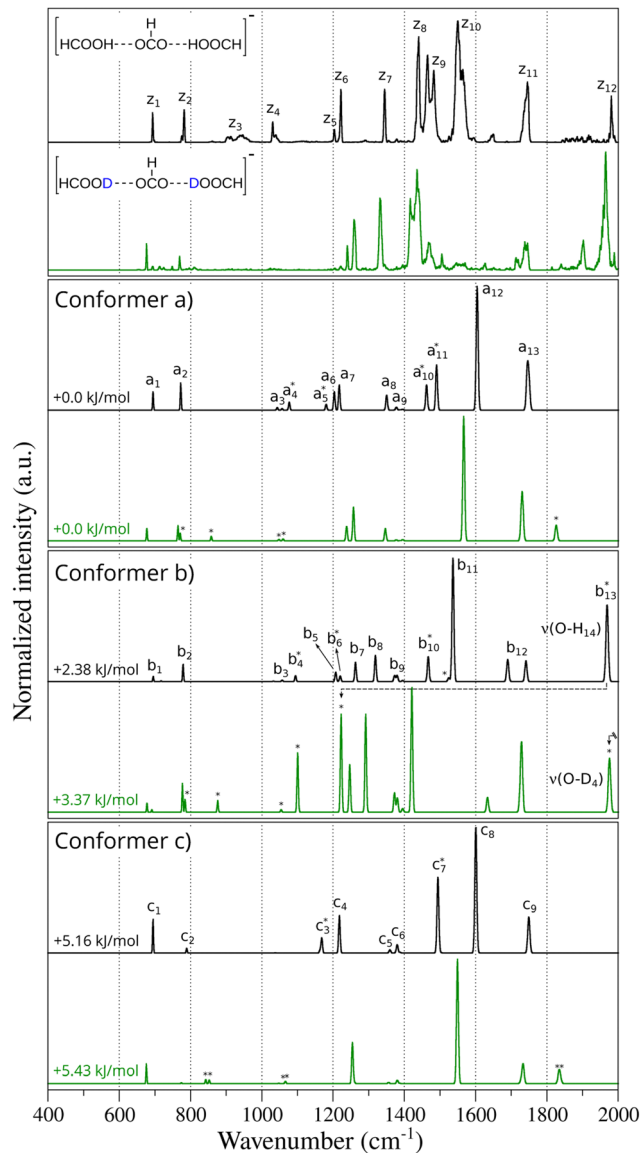 H
[HCOOH---OCO---HOOCH]⁻
z₁ z₂ z₃ z₄ z₅ z₆ z₇ z₈ z₉ z₁₀ z₁₁ z₁₂
H
[HCOOD---OCO---DOOCH]⁻
Conformer a)
a₁ a₂ a₃ a₄* a₅* a₆ a₇ a₈ a₉ a₁₀* a₁₁* a₁₂ a₁₃
+0.0 kJ/mol
+0.0 kJ/mol
* * * * *
Conformer b)
b₁ b₂ b₃ b₄* b₅ b₆* b₇ b₈ b₉ b₁₀* b₁₁ * b₁₂ b₁₃*
ν(O-H₁₄)
+2.38 kJ/mol
* * * * * *
ν(O-D₄)
+3.37 kJ/mol
Conformer c)
c₁ c₂ c₃* c₄ c₅ c₆ c₇* c₈ c₉
+5.16 kJ/mol
+5.43 kJ/mol
** ** **
400 600 800 1000 1200 1400 1600 1800 2000
Wavenumber (cm⁻¹)
Normalized intensity (a.u.)